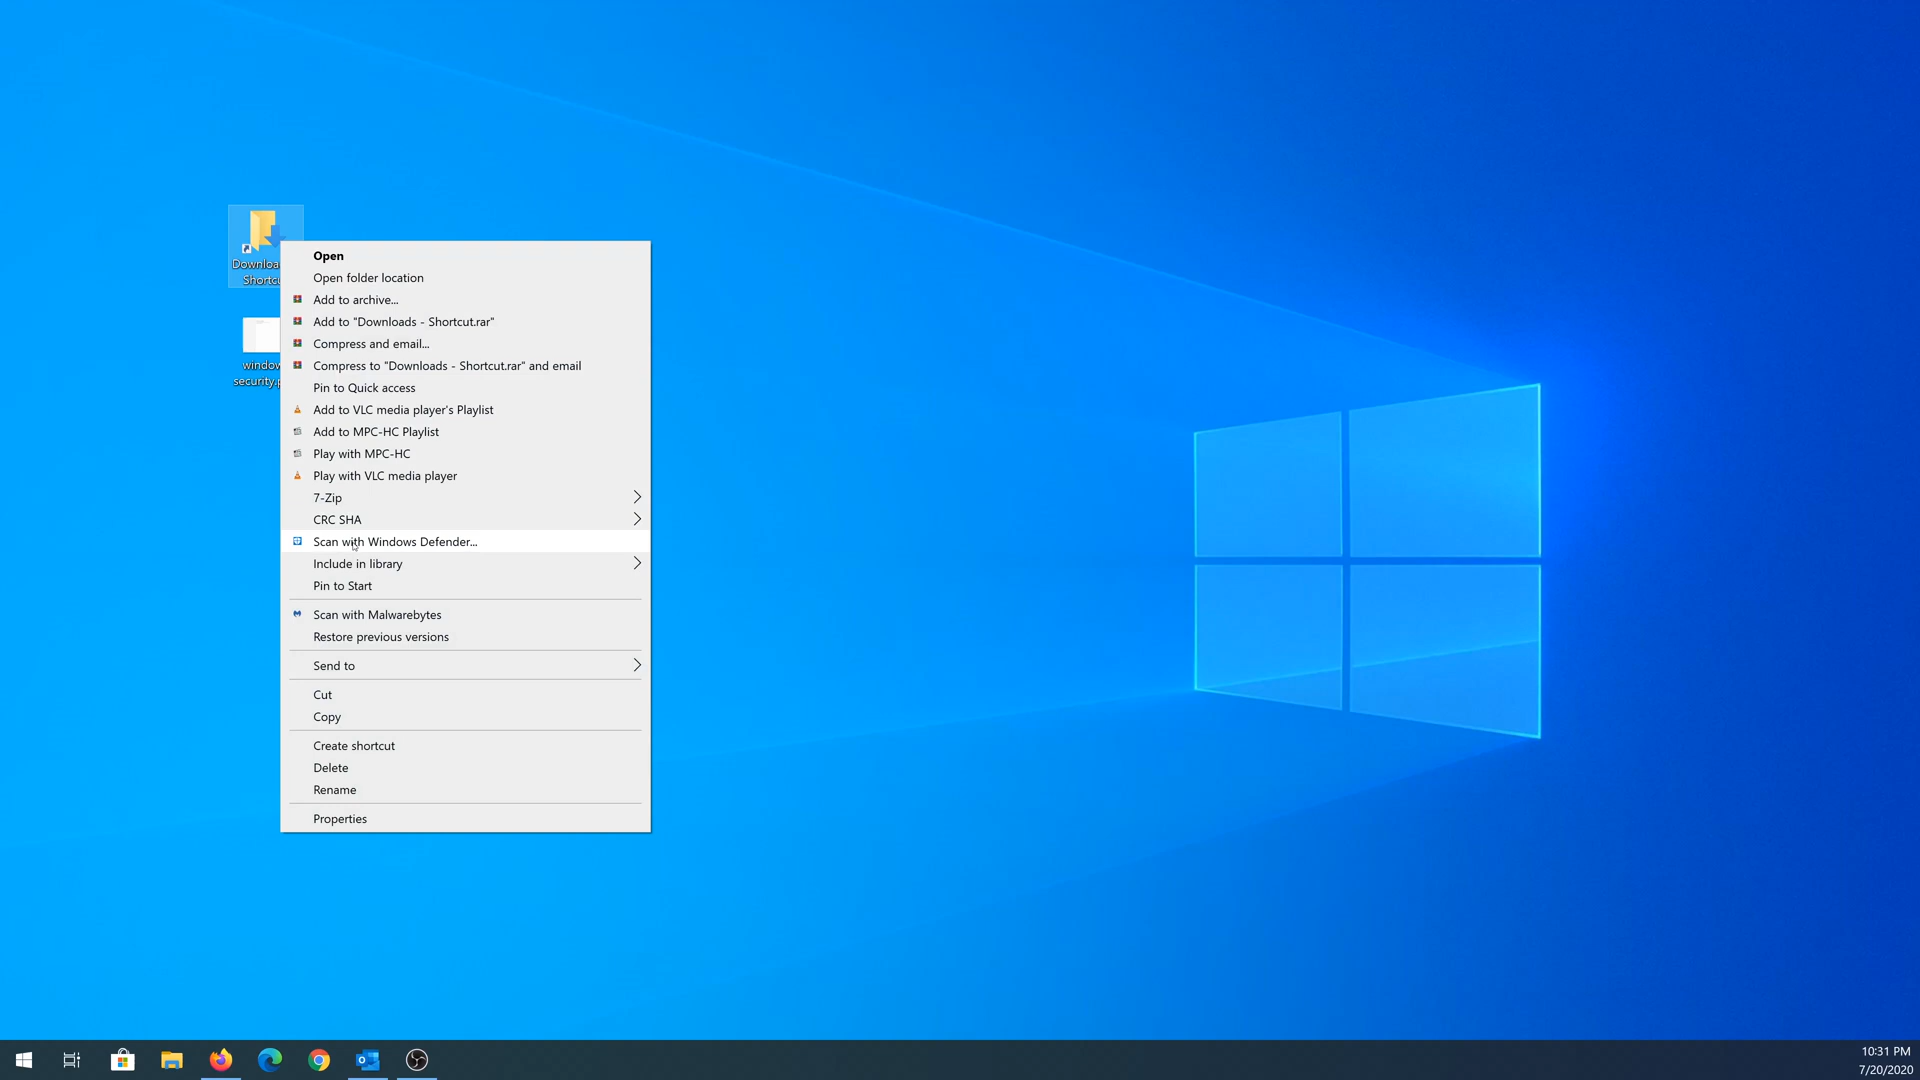 Shortcu
security.p
Open
Open folder location
Add to archive...
Add to "Downloads - Shortcut.rar"
Compress and email...
Compress to "Downloads - Shortcut.rar" and email
Pin to Quick access
Add to VLC media player's Playlist
Add to MPC-HC Playlist
Play with MPC-HC
Play with VLC media player
7-Zip
CRC SHA
Scan with Windows Defender...
Include in library
Pin to Start
Scan with Malwarebytes
Restore previous versions
Send to
Cut
Copy
Create shortcut
Delete
Rename
Properties
10:31 PM
7/20/2020